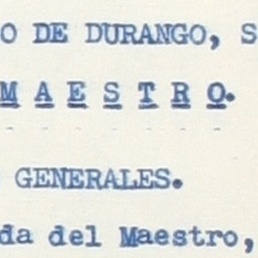 O DE DURANGO, S
M A E S T R O.
GENERALES.
da del Maestro,